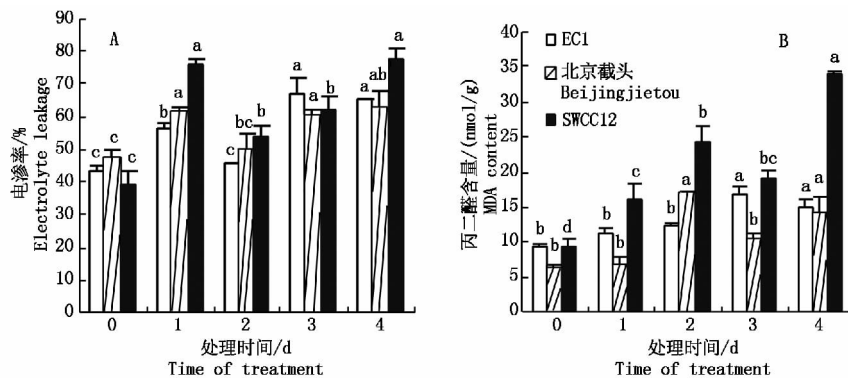 A
电渗率/%
Electrolyte leakage
90
80
70
60
50
40
30
20
10
0
c
c
c
b
a
a
c
bc
b
a
a
b
a
ab
a
0 1 2 3 4
处理时间/d
Time of treatment
B
EC1
北京截头
Beijingjietou
SWCC12
丙二醛含量/(nmol/g)
MDA content
40
35
30
25
20
15
10
5
0
b
b
d
b
b
c
b
a
b
a
a
bc
a
a
a
0 1 2 3 4
处理时间/d
Time of treatment